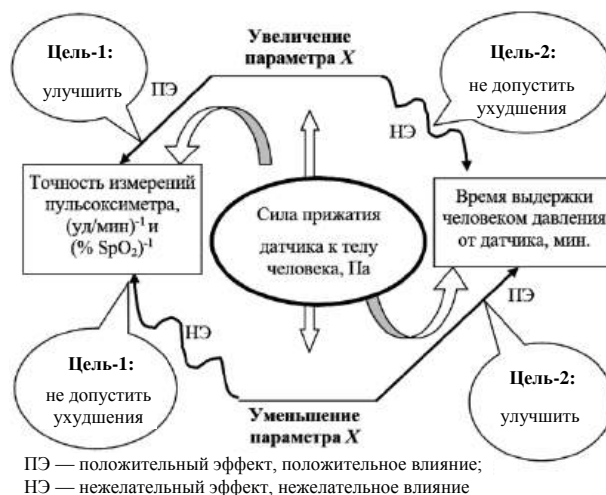 Цель-1:
улучшить
Увеличение
параметра X
Цель-2:
не допустить
ухудшения
ПЭ
НЭ
Точность измерений
пульсоксиметра,
(уд/мин)⁻¹ и
(% SpO₂)⁻¹
Сила прижатия
датчика к телу
человека, Па
Время выдержки
человеком давления
от датчика, мин.
НЭ
ПЭ
Цель-1:
не допустить
ухудшения
Уменьшение
параметра X
Цель-2:
улучшить
ПЭ — положительный эффект, положительное влияние;
НЭ — нежелательный эффект, нежелательное влияние